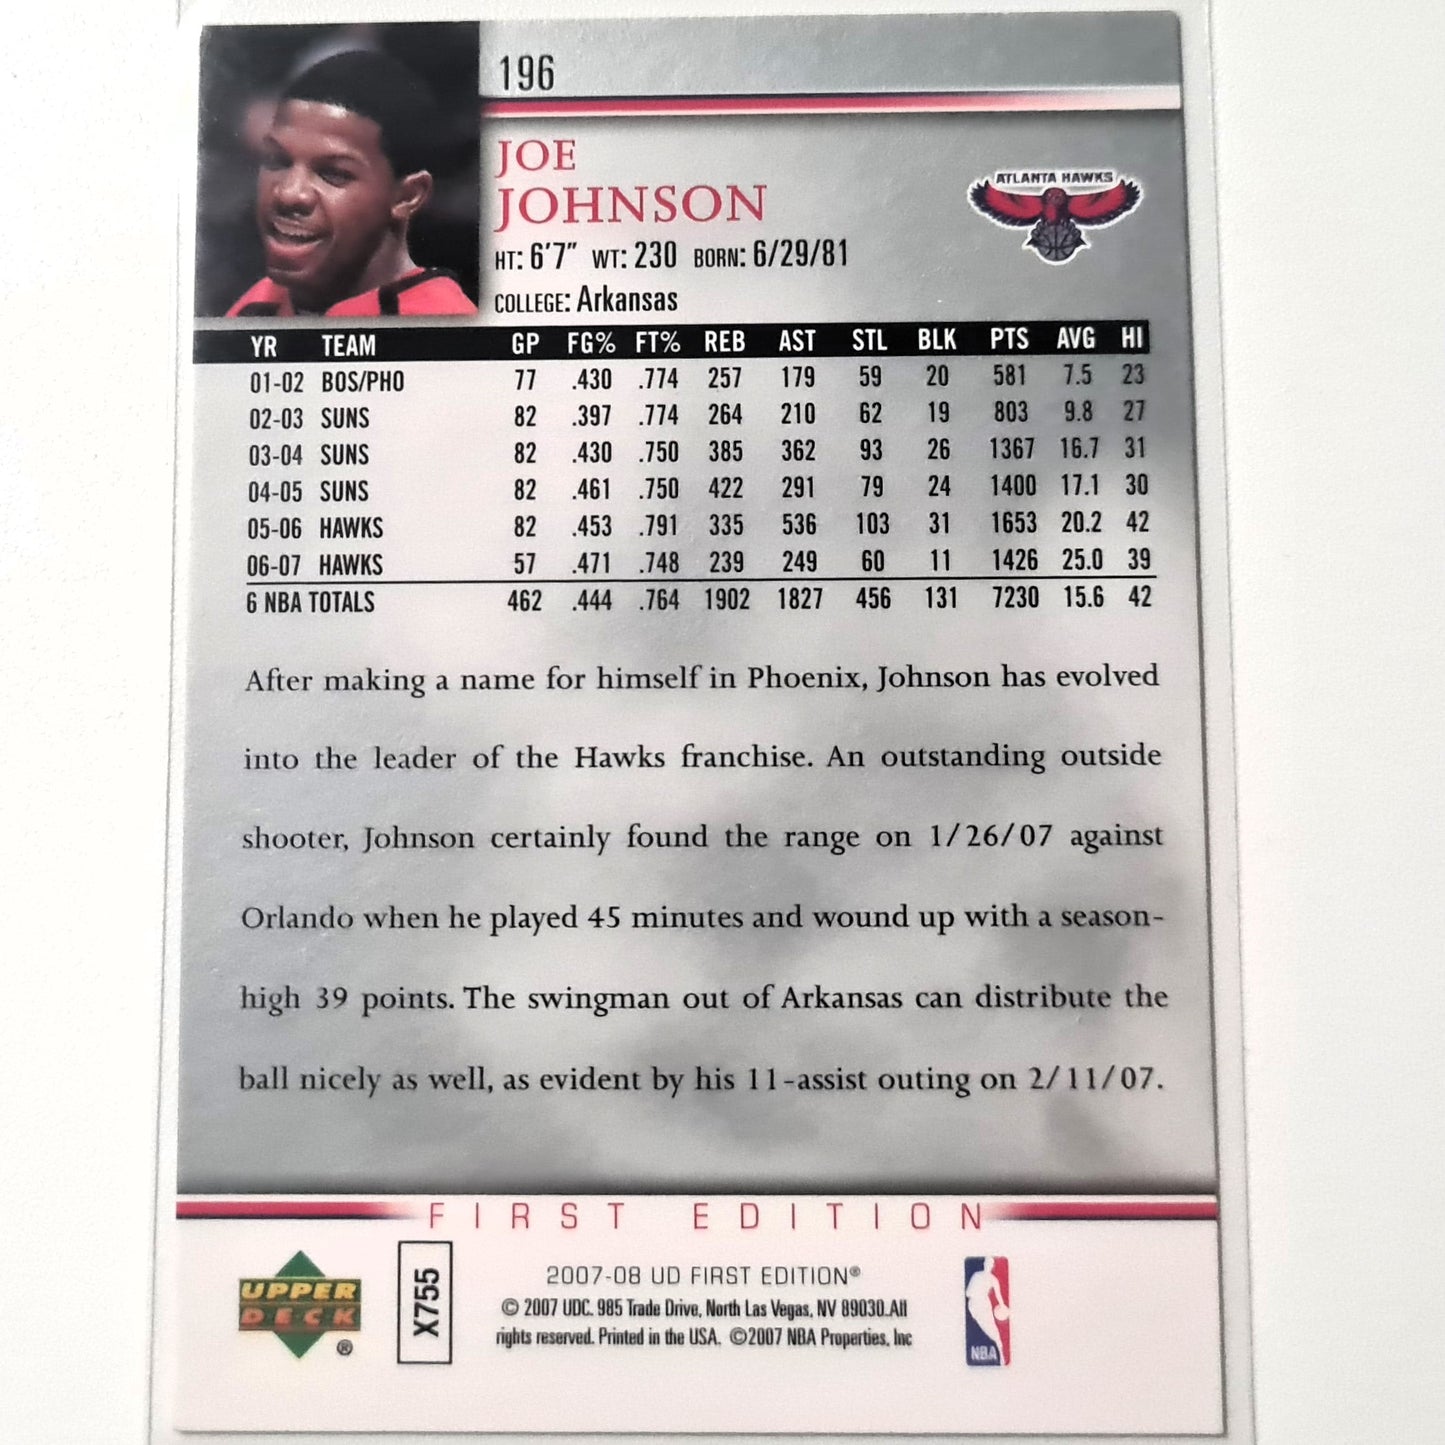 196
JOE
JOHNSON
ATLANTA HAWKS
HT: 6'7" WT: 230 BORN: 6/29/81
COLLEGE: Arkansas
YR TEAM GP FG% FT% REB AST STL BLK PTS AVG HI
01-02 BOS/PHO 77 .430 .774 257 179 59 20 581 7.5 23
02-03 SUNS 82 .397 .774 264 210 62 19 803 9.8 27
03-04 SUNS 82 .430 .750 385 362 93 26 1367 16.7 31
04-05 SUNS 82 .461 .750 422 291 79 24 1400 17.1 30
05-06 HAWKS 82 .453 .791 335 536 103 31 1653 20.2 42
06-07 HAWKS 57 .471 .748 239 249 60 11 1426 25.0 39
6 NBA TOTALS 462 .444 .764 1902 1827 456 131 7230 15.6 42
After making a name for himself in Phoenix, Johnson has evolved
into the leader of the Hawks franchise. An outstanding outside
shooter, Johnson certainly found the range on 1/26/07 against
Orlando when he played 45 minutes and wound up with a season-
high 39 points. The swingman out of Arkansas can distribute the
ball nicely as well, as evident by his 11-assist outing on 2/11/07.
FIRST EDITION
UPPER
DECK
®
X755
2007-08 UD FIRST EDITION®
© 2007 UDC. 985 Trade Drive, North Las Vegas, NV 89030. All
rights reserved. Printed in the USA. ©2007 NBA Properties, Inc
NBA